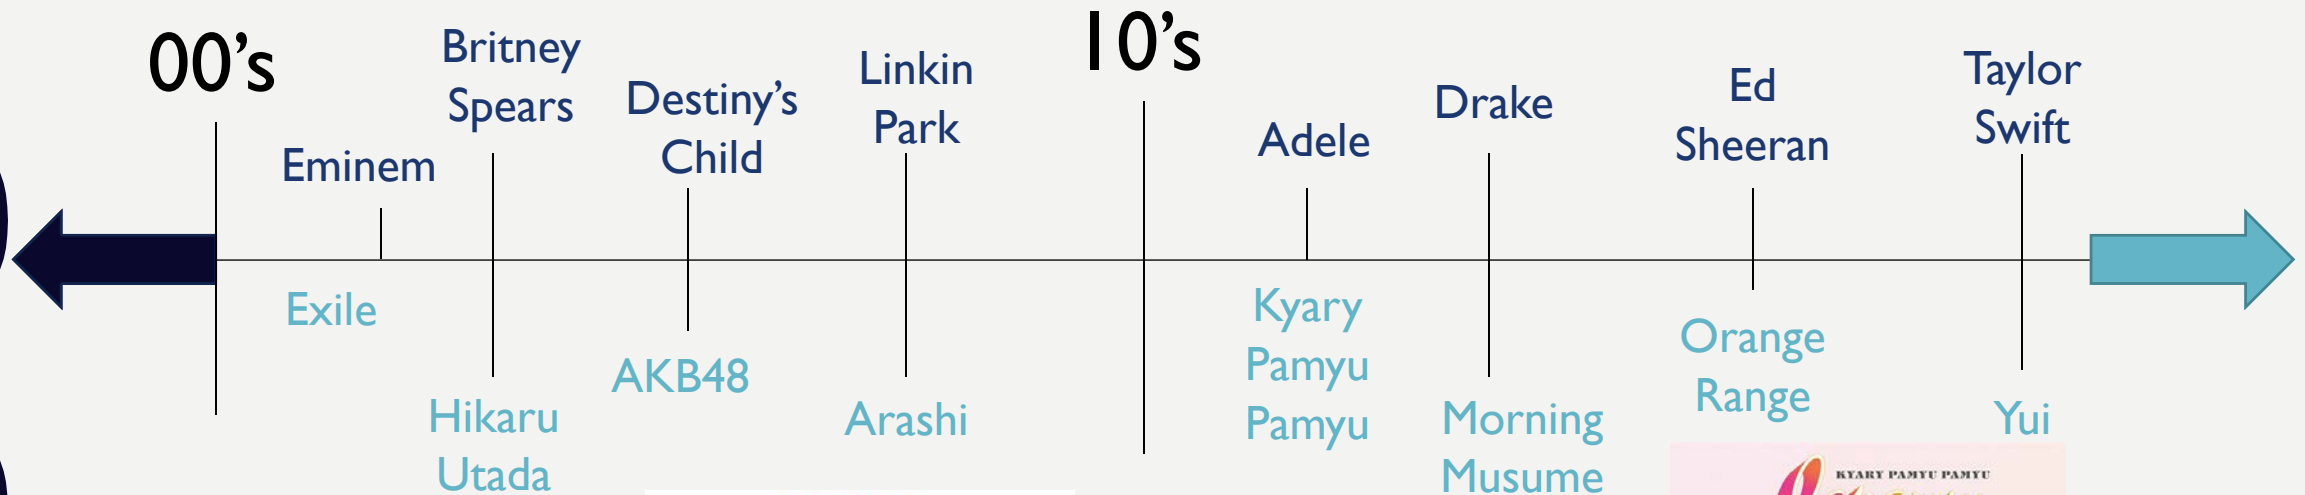 00's
10's
Britney
Spears
Linkin
Park
Destiny's
Child
Eminem
Adele
Drake
Ed
Sheeran
Taylor
Swift
Exile
Hikaru
Utada
AKB48
Arashi
Kyary
Pamyu
Pamyu
Morning
Musume
Orange
Range
Yui
KYARY PAMYU PAMYU